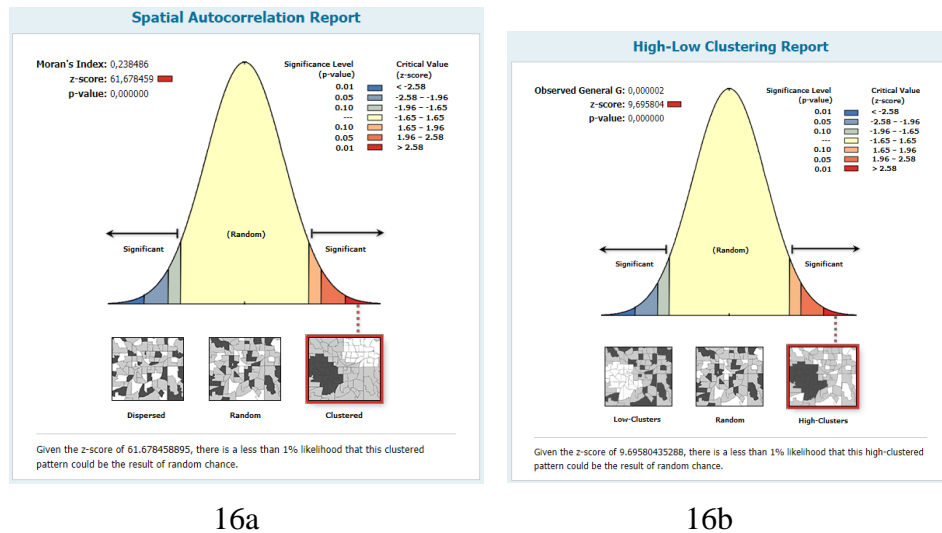 Spatial Autocorrelation Report
Moran's Index: 0,238486
z-score: 61,678459
p-value: 0,000000
Significance Level (p-value)
Critical Value (z-score)
0.01 < -2.58
0.05 -2.58 – -1.96
0.10 -1.96 – -1.65
--- -1.65 – 1.65
0.10 1.65 – 1.96
0.05 1.96 – 2.58
0.01 > 2.58
(Random)
Significant
Significant
Dispersed
Random
Clustered
Given the z-score of 61.678458895, there is a less than 1% likelihood that this clustered
pattern could be the result of random chance.
16a
High-Low Clustering Report
Observed General G: 0,000002
z-score: 9,695804
p-value: 0,000000
Significance Level (p-value)
Critical Value (z-score)
0.01 < -2.58
0.05 -2.58 – -1.96
0.10 -1.96 – -1.65
--- -1.65 – 1.65
0.10 1.65 – 1.96
0.05 1.96 – 2.58
0.01 > 2.58
(Random)
Significant
Significant
Low-Clusters
Random
High-Clusters
Given the z-score of 9.69580435288, there is a less than 1% likelihood that this high-clustered
pattern could be the result of random chance.
16b